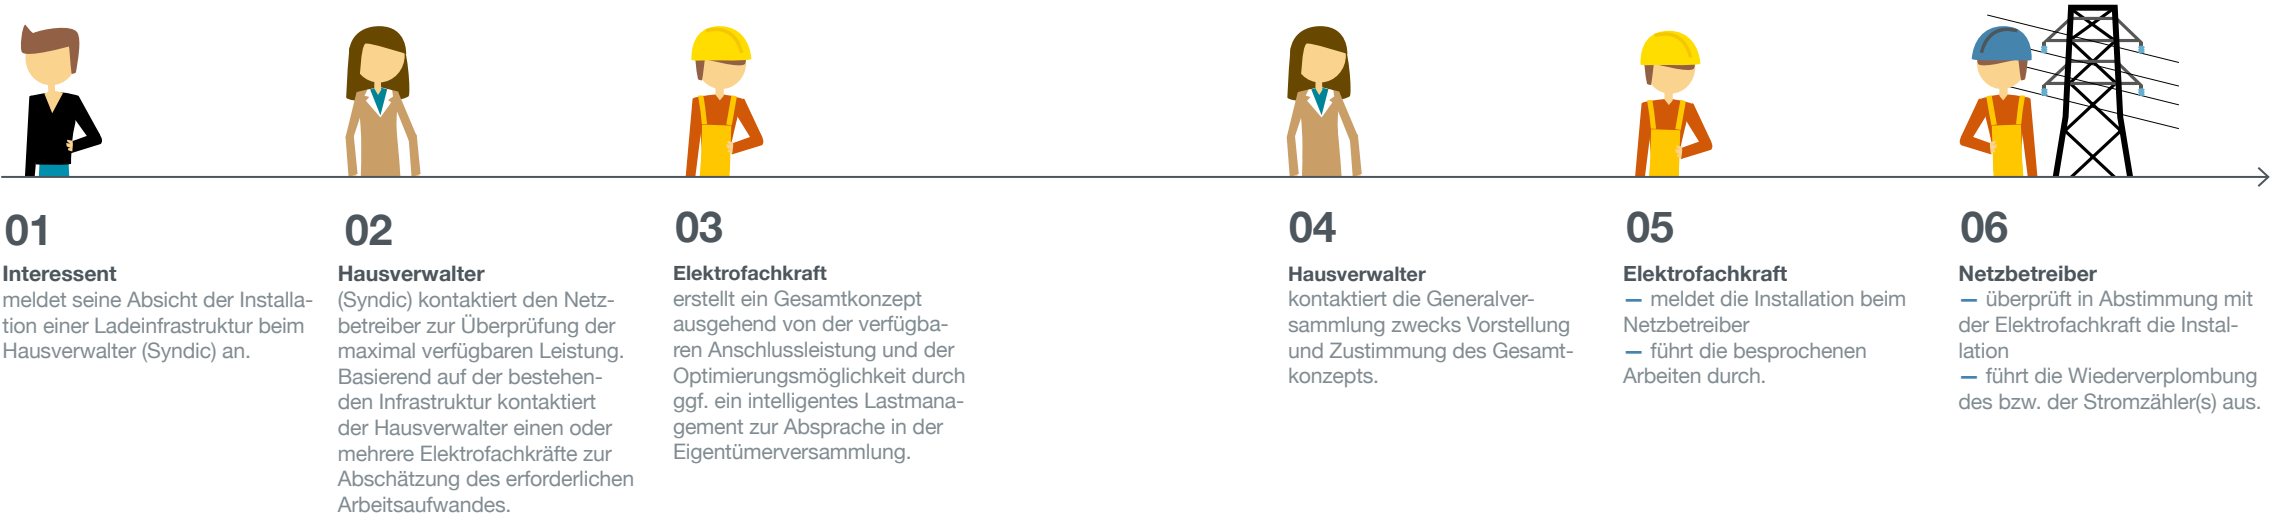 01
Interessent
meldet seine Absicht der Installa-
tion einer Ladeinfrastruktur beim
Hausverwalter (Syndic) an.
02
Hausverwalter
(Syndic) kontaktiert den Netz-
betreiber zur Überprüfung der
maximal verfügbaren Leistung.
Basierend auf der bestehen-
den Infrastruktur kontaktiert
der Hausverwalter einen oder
mehrere Elektrofachkräfte zur
Abschätzung des erforderlichen
Arbeitsaufwandes.
03
Elektrofachkraft
erstellt ein Gesamtkonzept
ausgehend von der verfügba-
ren Anschlussleistung und der
Optimierungsmöglichkeit durch
ggf. ein intelligentes Lastmana-
gement zur Absprache in der
Eigentümerversammlung.
04
Hausverwalter
kontaktiert die Generalver-
sammlung zwecks Vorstellung
und Zustimmung des Gesamt-
konzepts.
05
Elektrofachkraft
— meldet die Installation beim
Netzbetreiber
— führt die besprochenen
Arbeiten durch.
06
Netzbetreiber
— überprüft in Abstimmung mit
der Elektrofachkraft die Instal-
lation
— führt die Wiederverplombung
des bzw. der Stromzähler(s) aus.